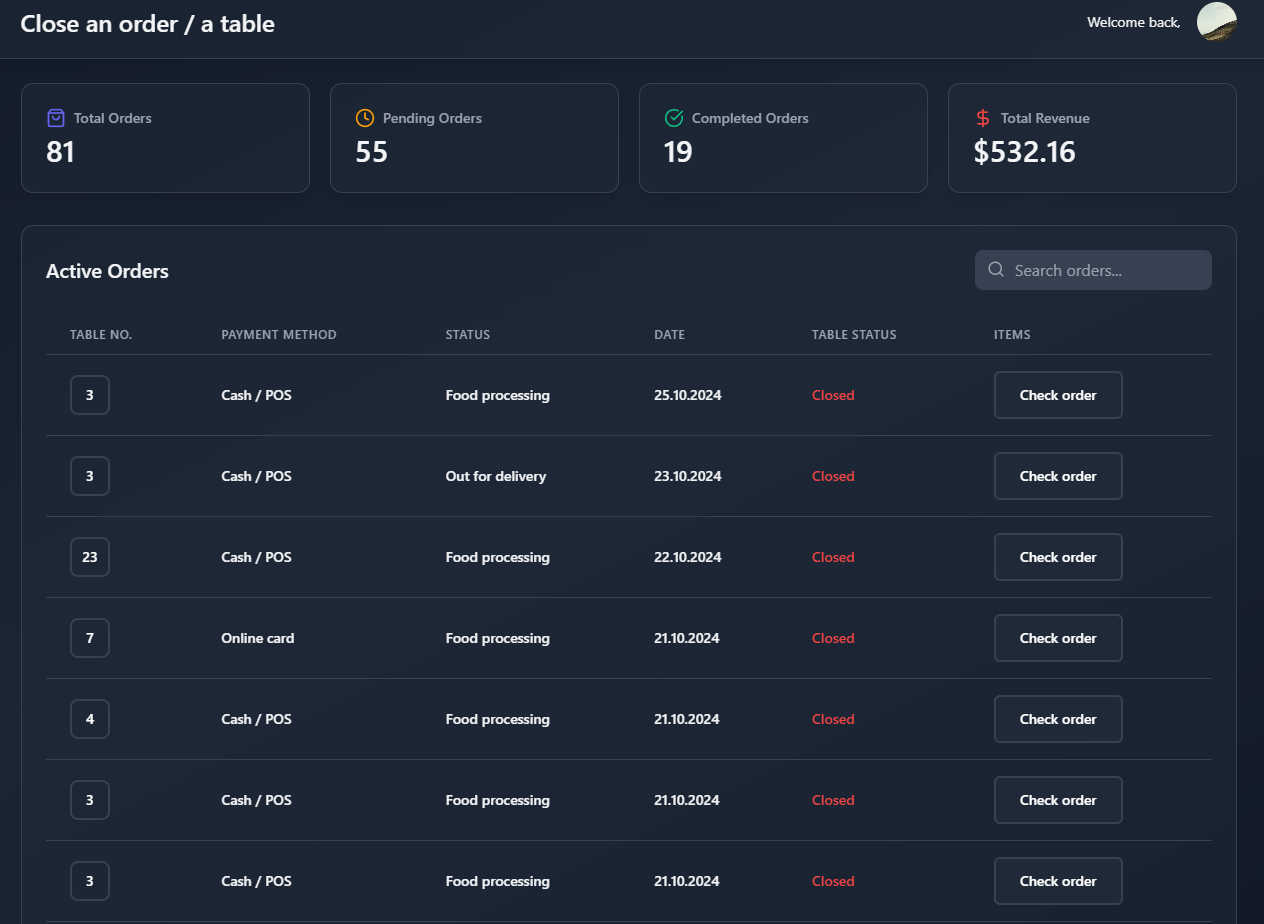 Close an order / a table
Welcome back,
Total Orders
81
Pending Orders
55
Completed Orders
19
Total Revenue
$532.16
Active Orders
Search orders...
TABLE NO. PAYMENT METHOD STATUS DATE TABLE STATUS ITEMS
3 Cash / POS Food processing 25.10.2024 Closed Check order
3 Cash / POS Out for delivery 23.10.2024 Closed Check order
23 Cash / POS Food processing 22.10.2024 Closed Check order
7 Online card Food processing 21.10.2024 Closed Check order
4 Cash / POS Food processing 21.10.2024 Closed Check order
3 Cash / POS Food processing 21.10.2024 Closed Check order
3 Cash / POS Food processing 21.10.2024 Closed Check order